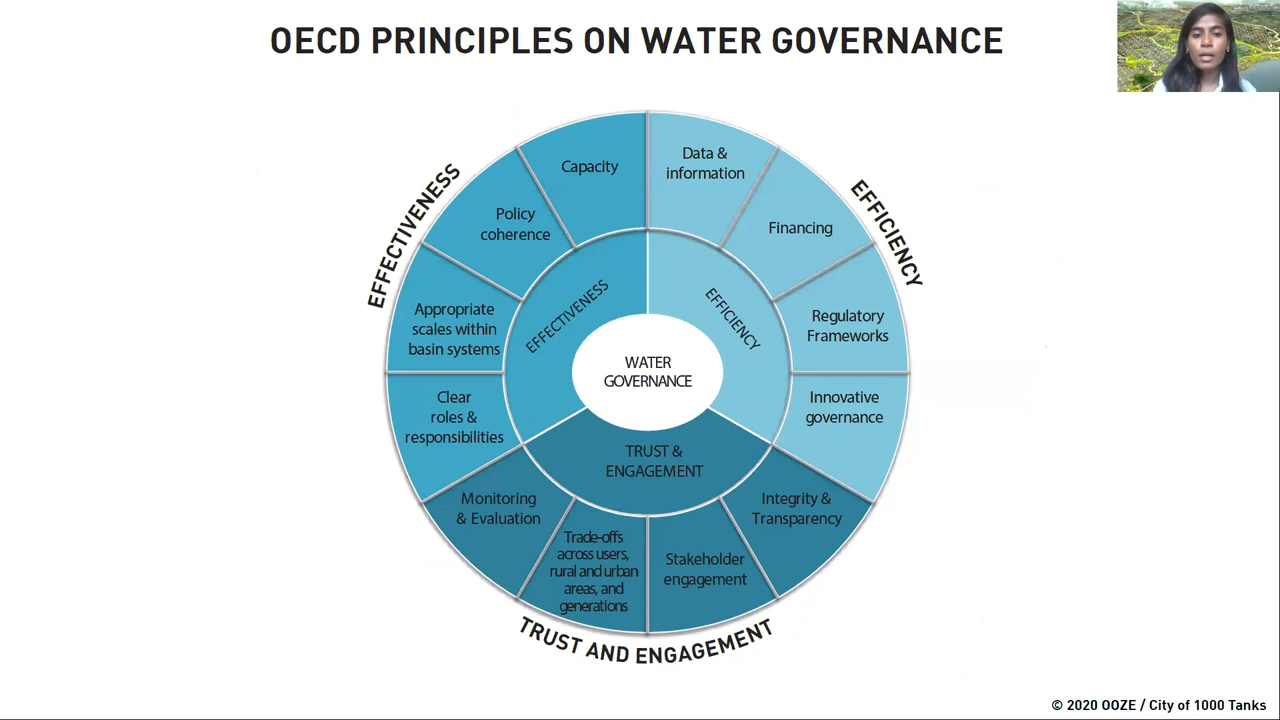 OECD PRINCIPLES ON WATER GOVERNANCE
EFFECTIVENESS
EFFICIENCY
Capacity
Data &
information
Policy
coherence
Financing
Appropriate
scales within
basin systems
Regulatory
Frameworks
Clear
roles &
responsibilities
Innovative
governance
EFFECTIVENESS
EFFICIENCY
WATER
GOVERNANCE
TRUST &
ENGAGEMENT
Monitoring
& Evaluation
Trade-offs
across users,
rural and urban
areas, and
generations
Stakeholder
engagement
Integrity &
Transparency
TRUST AND ENGAGEMENT
© 2020 OOZE / City of 1000 Tanks